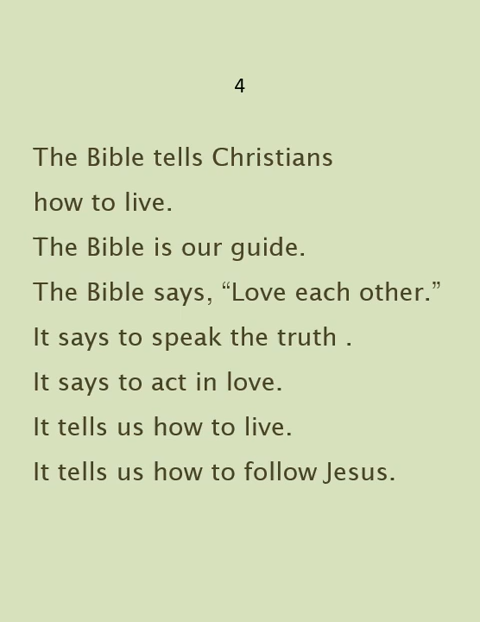 4
The Bible tells Christians
how to live.
The Bible is our guide.
The Bible says, “Love each other.”
It says to speak the truth .
It says to act in love.
It tells us how to live.
It tells us how to follow Jesus.